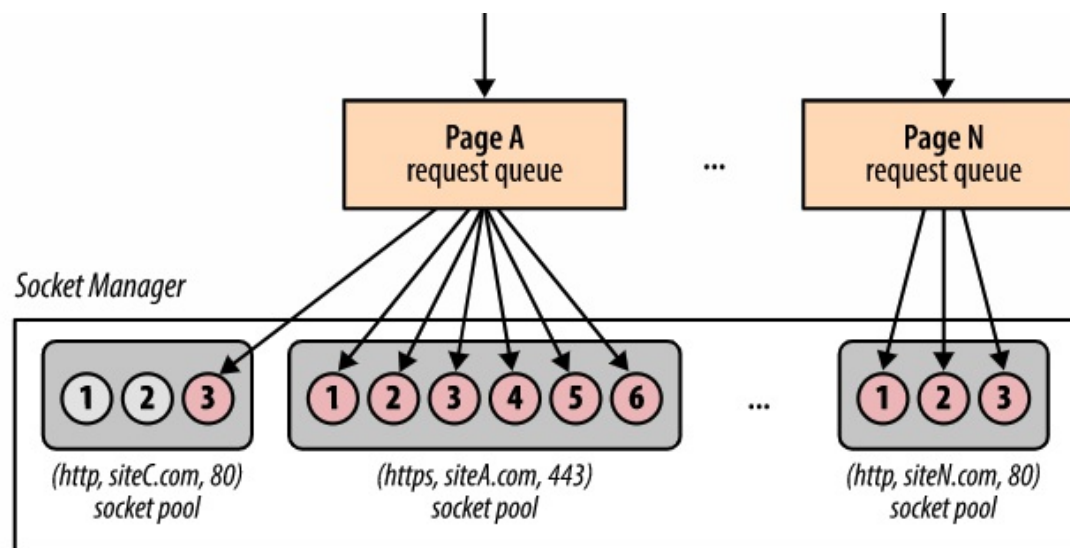 Page A
request queue
...
Page N
request queue
Socket Manager
1 2 3
1 2 3 4 5 6
...
1 2 3
(http, siteC.com, 80)
socket pool
(https, siteA.com, 443)
socket pool
(http, siteN.com, 80)
socket pool